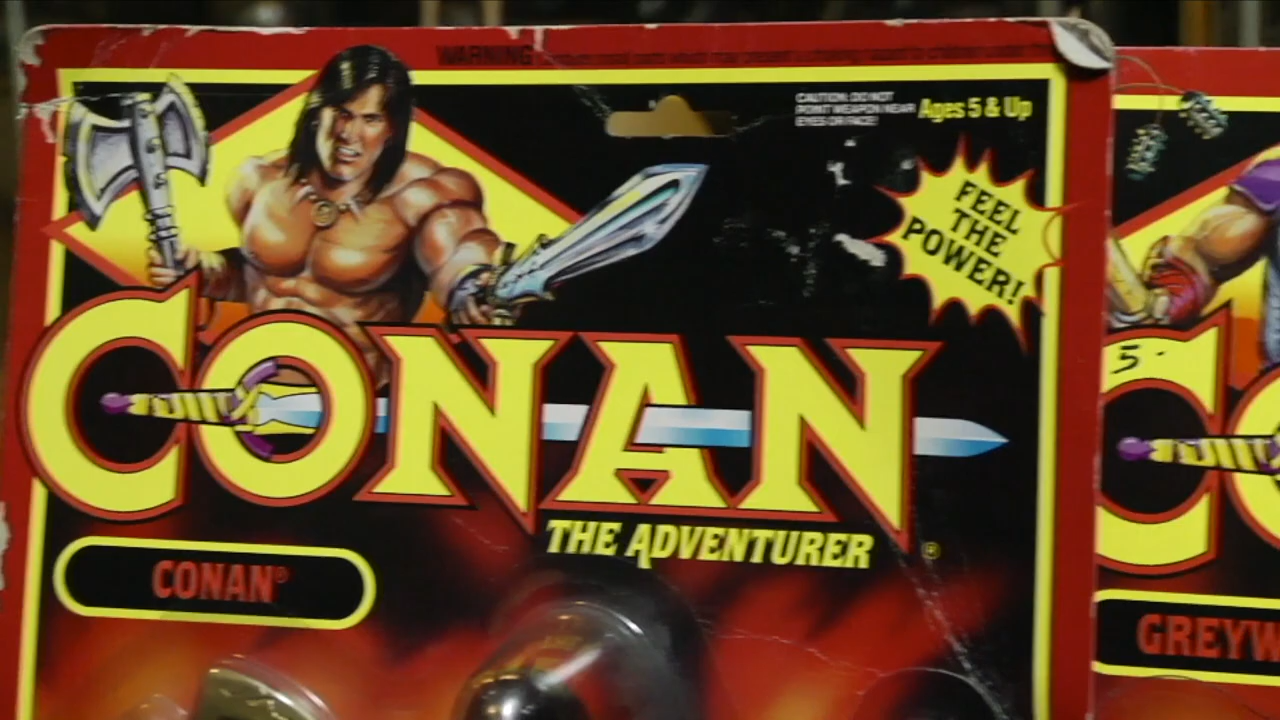 WARNING
CAUTION: DO NOT
POINT WEAPON NEAR
EYES OR FACE!
Ages 5 & Up
FEEL
THE
POWER!
CONAN
THE ADVENTURER
®
CONAN®
5
GREYW